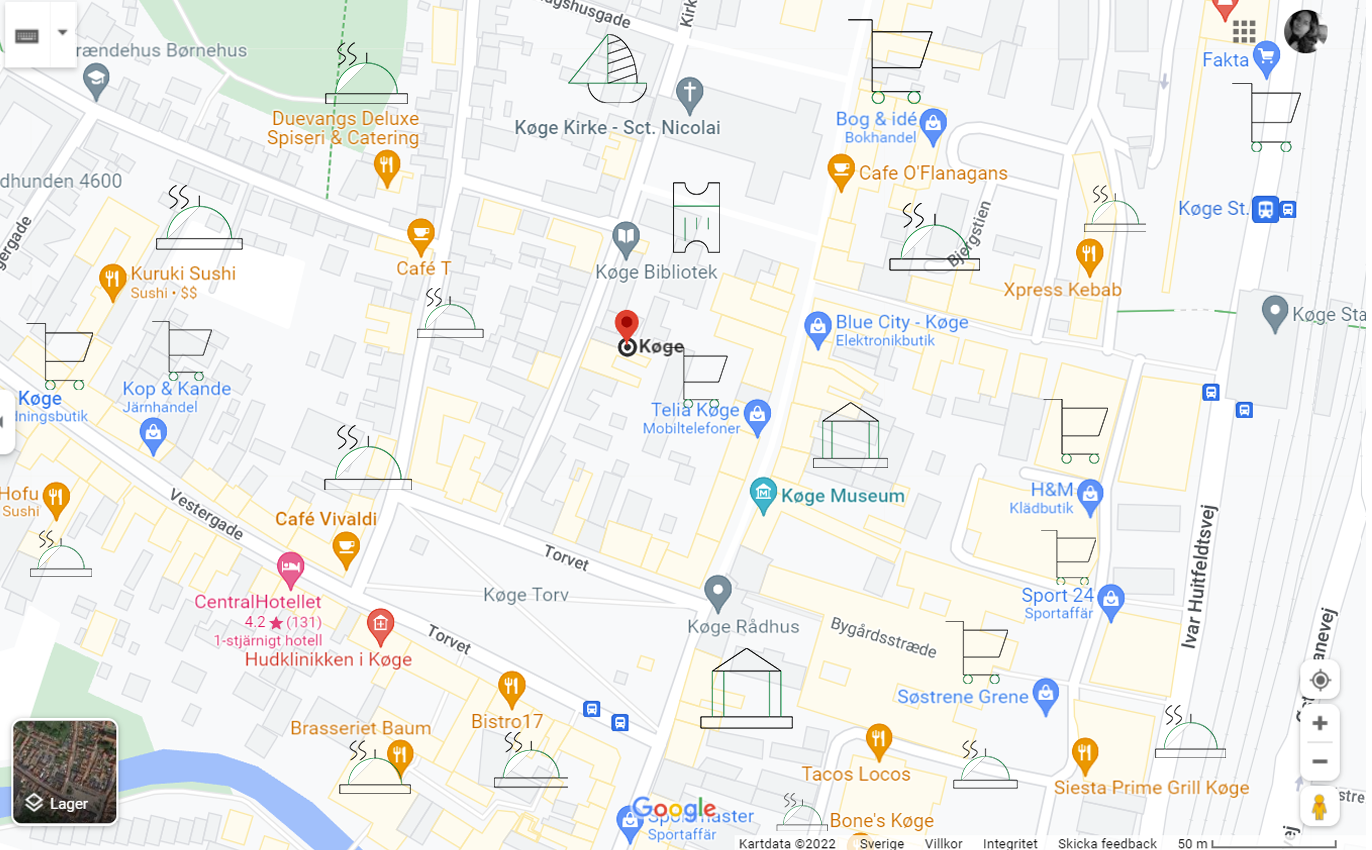 Kirke
rændehus Børnehus
Fakta
Duevangs Deluxe
Spiseri & Catering
Køge Kirke - Sct. Nicolai
Bog & idé
Bokhandel
Cafe O'Flanagans
dhunden 4600
Køge St.
Bjergstien
Køge Bibliotek
Café T
Kuruki Sushi
Sushi • $$
Xpress Kebab
Køge Sta
Blue City - Køge
Elektronikbutik
Køge
Kop & Kande
Järnhandel
Køge
dningsbutik
Telia Køge
Mobiltelefoner
Hofu
Sushi
Vestergade
Køge Museum
H&M
Klädbutik
Café Vivaldi
Torvet
Ivar Huitfeldtsvej
Køge Torv
CentralHotellet
4.2 ★ (131)
1-stjärnigt hotell
Hudklinikken i Køge
Torvet
Køge Rådhus
Sport 24
Sportaffär
Bygårdsstræde
Søstrene Grene
Brasseriet Baum
Bistro17
Tacos Locos
Siesta Prime Grill Køge
Lager
Google
Sportaffär
Bone's Køge
Kartdata ©2022 Sverige Villkor Integritet Skicka feedback 50 m